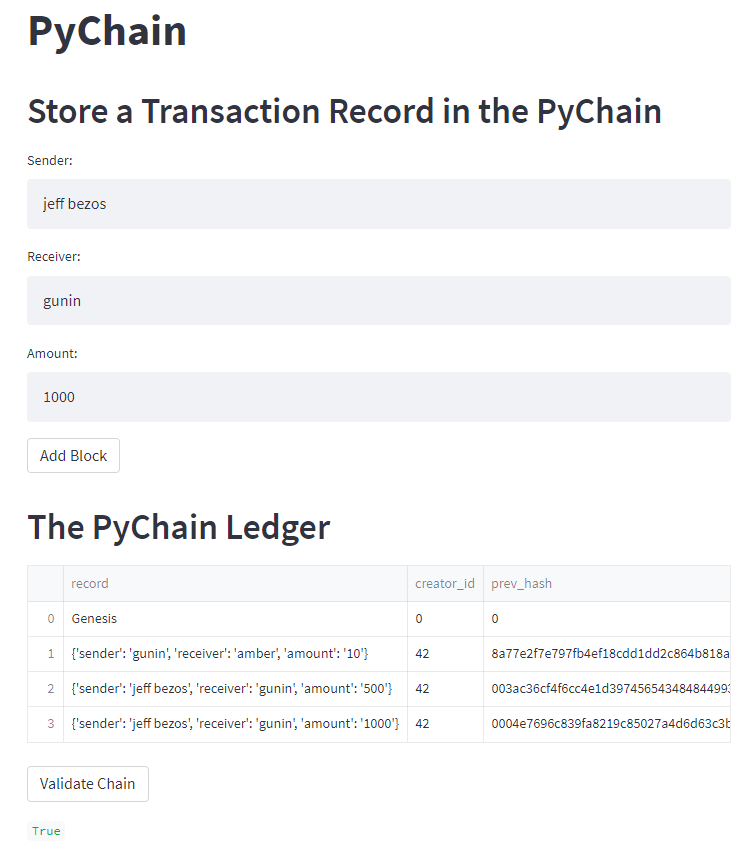 PyChain
Store a Transaction Record in the PyChain
Sender:
jeff bezos
Receiver:
gunin
Amount:
1000
Add Block
The PyChain Ledger
record creator_id prev_hash
0 Genesis 0 0
1 {'sender': 'gunin', 'receiver': 'amber', 'amount': '10'} 42 8a77e2f7e797fb4ef18cdd1dd2c864b818a
2 {'sender': 'jeff bezos', 'receiver': 'gunin', 'amount': '500'} 42 003ac36cf4f6cc4e1d39745654348484499
3 {'sender': 'jeff bezos', 'receiver': 'gunin', 'amount': '1000'} 42 0004e7696c839fa8219c85027a4d6d63c3b
Validate Chain
True